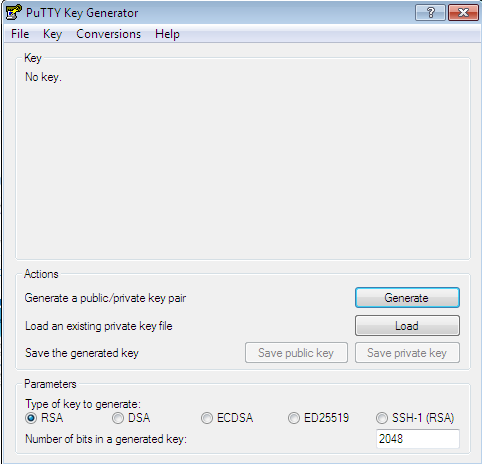 PuTTY Key Generator
?
File Key Conversions Help
Key
No key.
Actions
Generate a public/private key pair Generate
Load an existing private key file Load
Save the generated key Save public key Save private key
Parameters
Type of key to generate:
RSA DSA ECDSA ED25519 SSH-1 (RSA)
Number of bits in a generated key: 2048